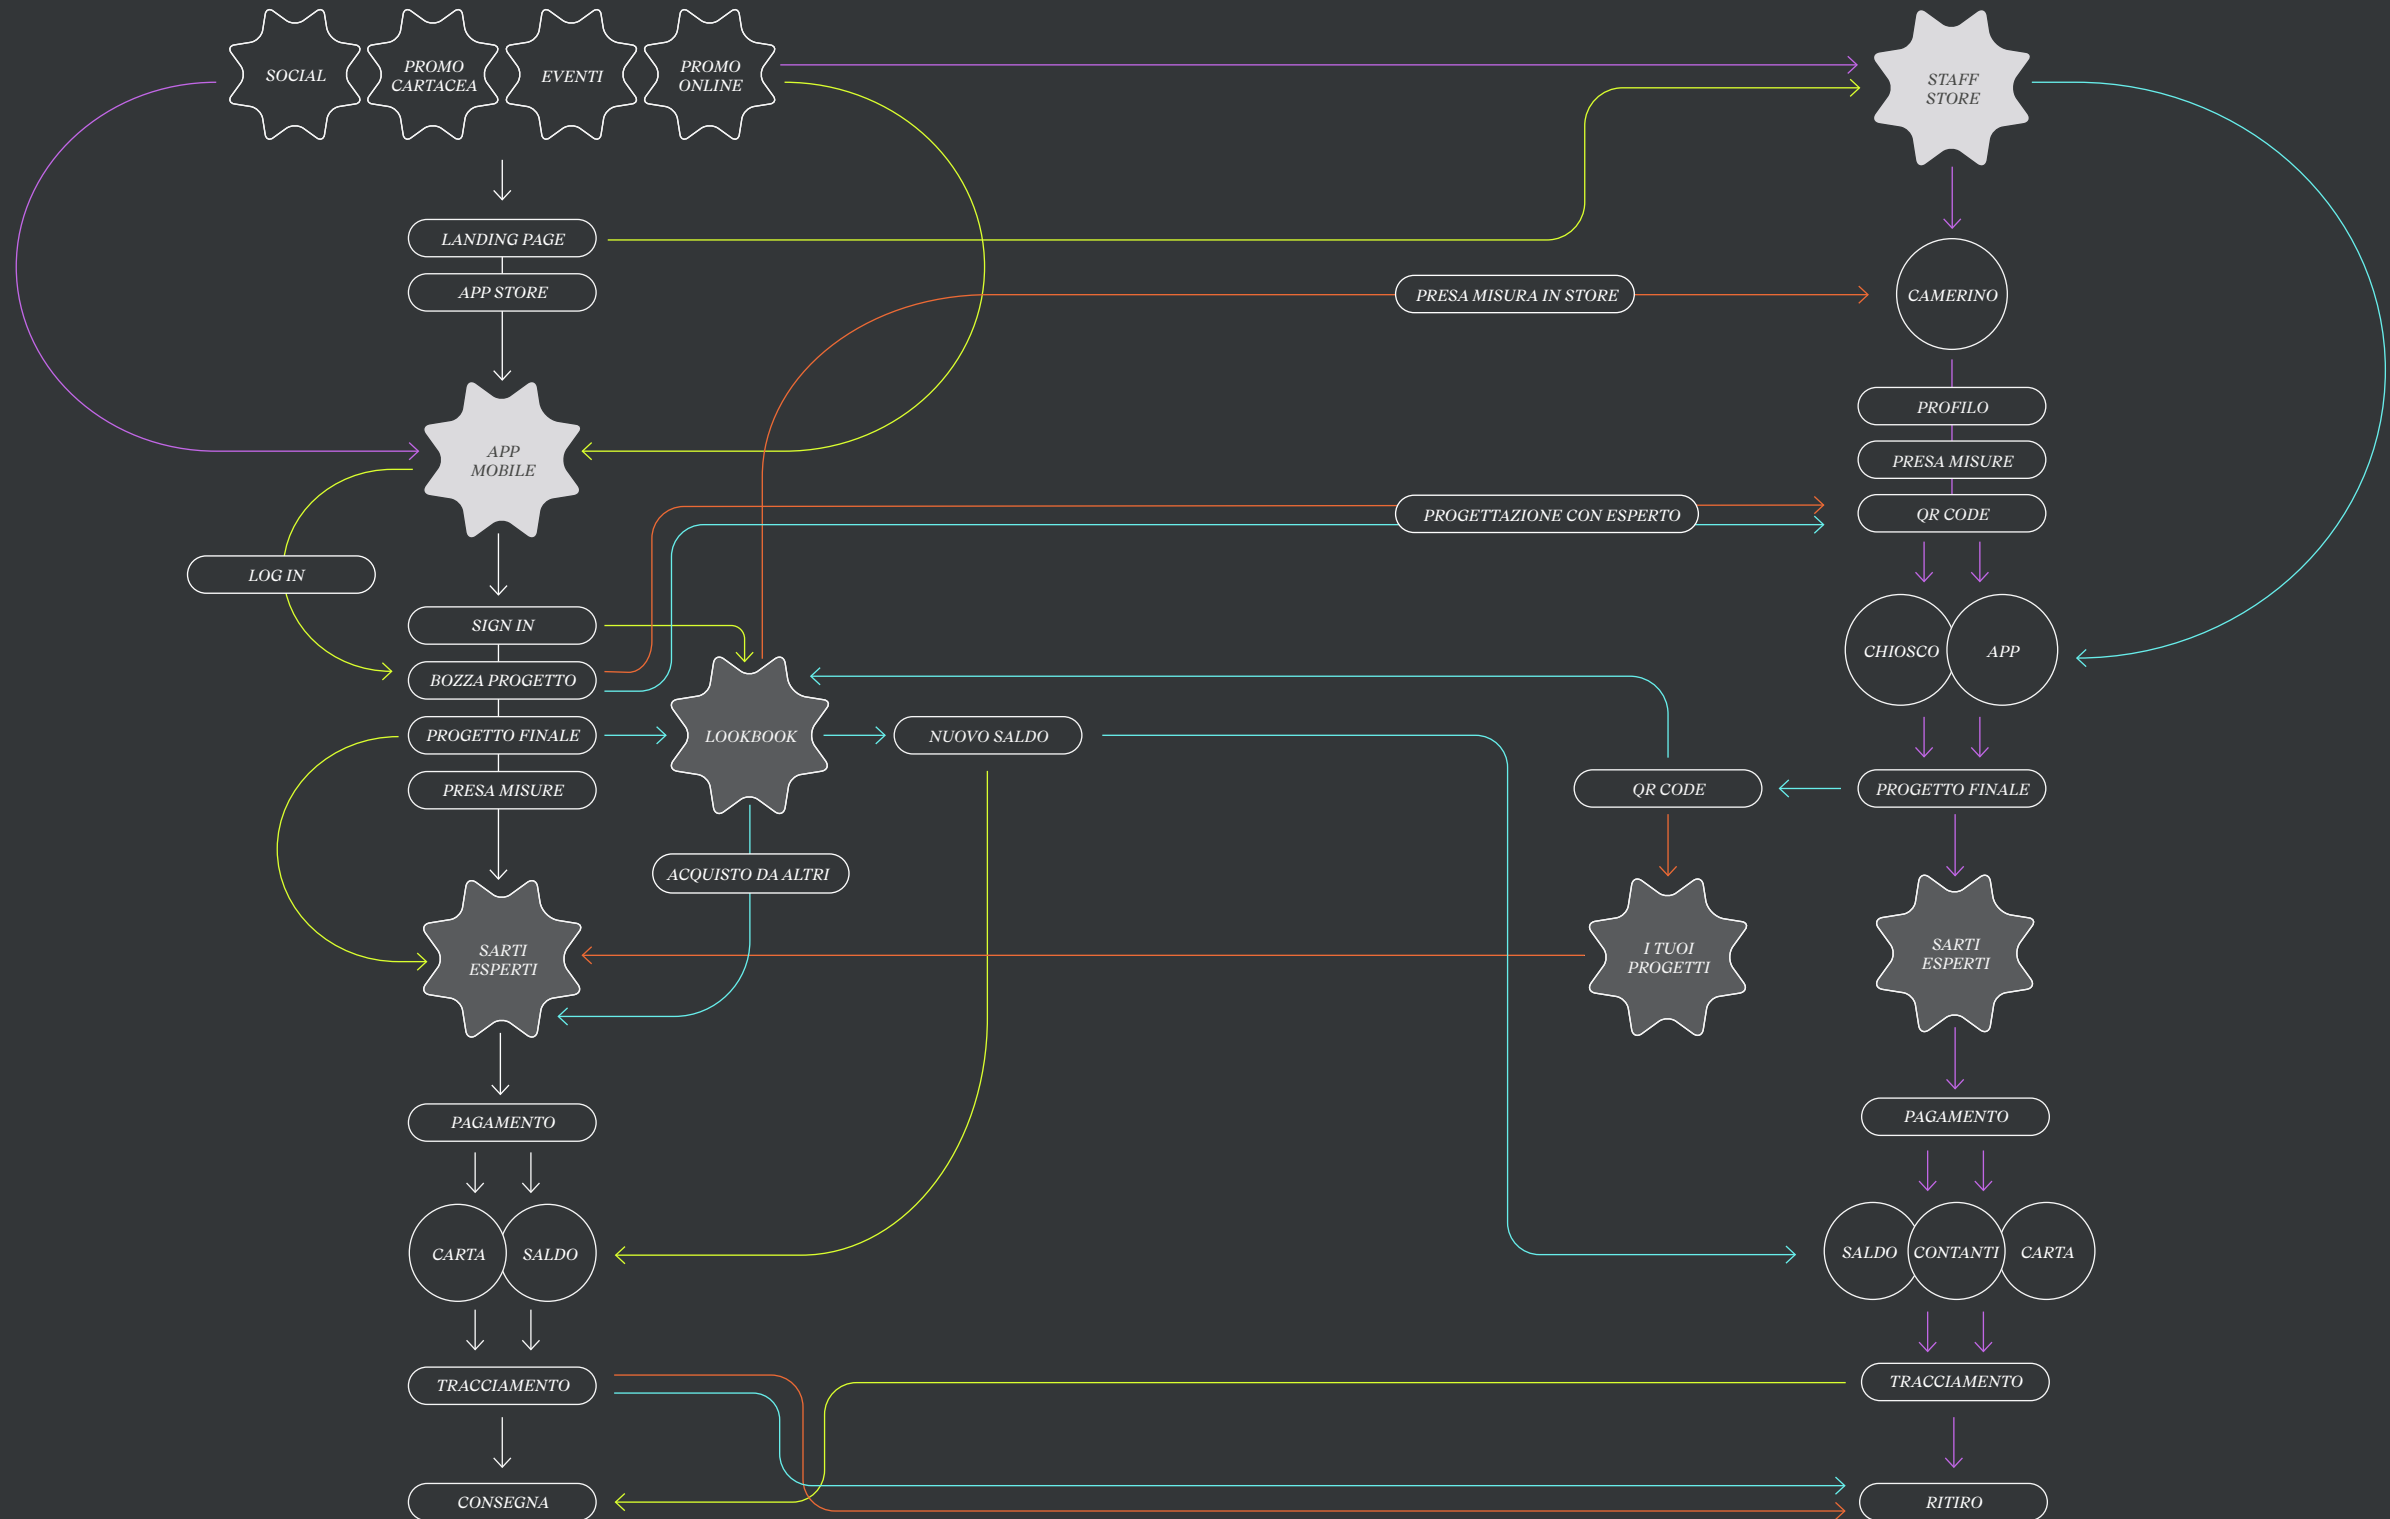 SOCIAL
PROMO
CARTACEA
EVENTI
PROMO
ONLINE
STAFF
STORE
LANDING PAGE
APP STORE
PRESA MISURA IN STORE
CAMERINO
PROFILO
APP
MOBILE
PRESA MISURE
PROGETTAZIONE CON ESPERTO
QR CODE
LOG IN
SIGN IN
CHIOSCO
APP
BOZZA PROGETTO
PROGETTO FINALE
LOOKBOOK
NUOVO SALDO
PRESA MISURE
QR CODE
PROGETTO FINALE
ACQUISTO DA ALTRI
SARTI
ESPERTI
I TUOI
PROGETTI
SARTI
ESPERTI
PAGAMENTO
PAGAMENTO
CARTA
SALDO
SALDO
CONTANTI
CARTA
TRACCIAMENTO
TRACCIAMENTO
CONSEGNA
RITIRO